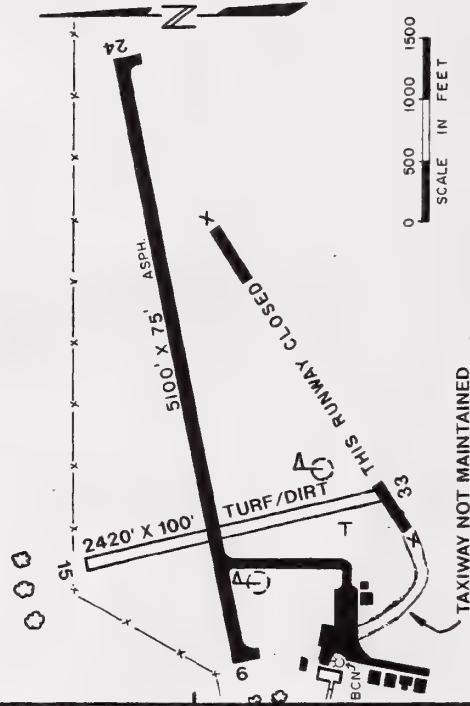 N
24
15
5100' X 75' ASPH.
2420' X 100' TURF/DIRT
X
THIS RUNWAY CLOSED
33
X
T
6
BCN
TAXIWAY NOT MAINTAINED
0 500 1000 1500
SCALE IN FEET